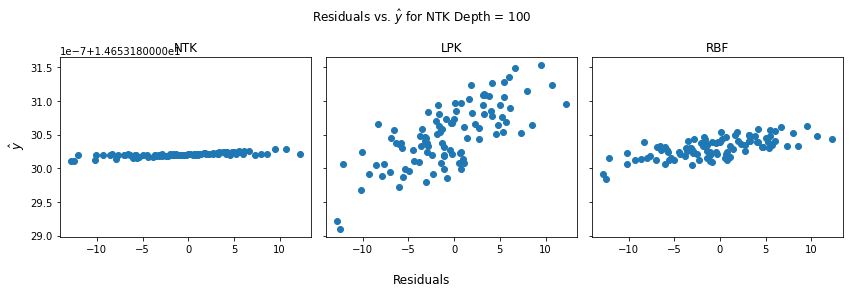 Residuals vs. ŷ for NTK Depth = 100
1e-7+1.4653180000e1
NTK
LPK
RBF
31.5
31.0
30.5
30.0
29.5
29.0
ŷ
−10 −5 0 5 10
−10 −5 0 5 10
−10 −5 0 5 10
Residuals